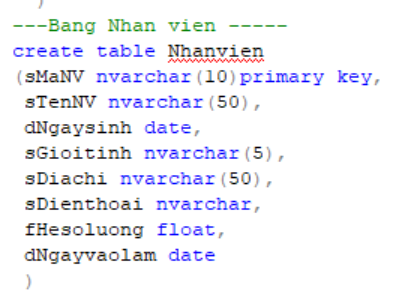 )
---Bang Nhan vien -----
create table Nhanvien
(sMaNV nvarchar(10)primary key,
sTenNV nvarchar(50),
dNgaysinh date,
sGioitinh nvarchar(5),
sDiachi nvarchar(50),
sDienthoai nvarchar,
fHesoluong float,
dNgayvaolam date
)